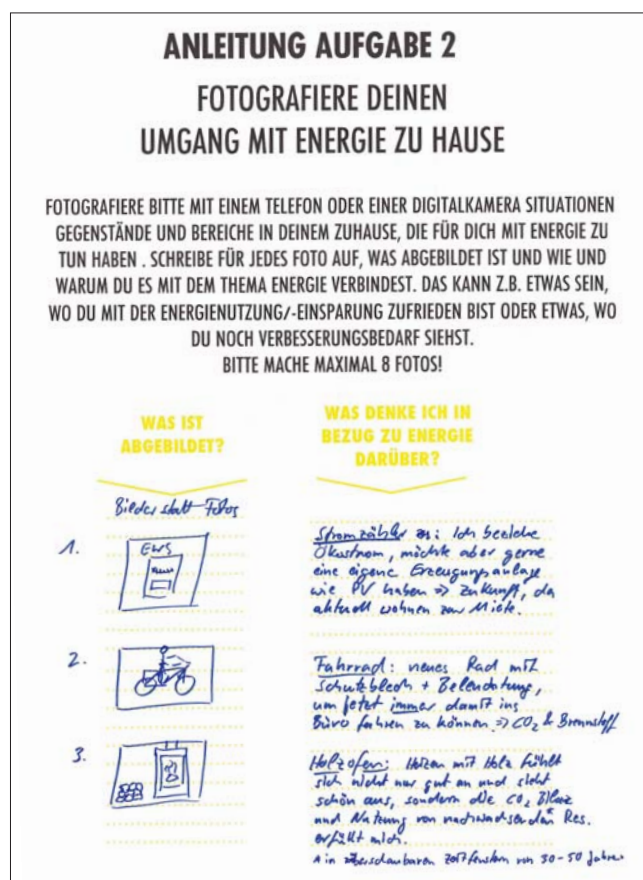 ANLEITUNG AUFGABE 2
FOTOGRAFIERE DEINEN
UMGANG MIT ENERGIE ZU HAUSE
FOTOGRAFIERE BITTE MIT EINEM TELEFON ODER EINER DIGITALKAMERA SITUATIONEN
GEGENSTÄNDE UND BEREICHE IN DEINEM ZUHAUSE, DIE FÜR DICH MIT ENERGIE ZU
TUN HABEN . SCHREIBE FÜR JEDES FOTO AUF, WAS ABGEBILDET IST UND WIE UND
WARUM DU ES MIT DEM THEMA ENERGIE VERBINDEST. DAS KANN Z.B. ETWAS SEIN,
WO DU MIT DER ENERGIENUTZUNG/-EINSPARUNG ZUFRIEDEN BIST ODER ETWAS, WO
DU NOCH VERBESSERUNGSBEDARF SIEHST.
BITTE MACHE MAXIMAL 8 FOTOS!
WAS IST
ABGEBILDET?
WAS DENKE ICH IN
BEZUG ZU ENERGIE
DARÜBER?
Bilder statt Fotos
1.
EWS
Stromzähler : Ich beziehe
Ökostrom, möchte aber gerne
eine eigene Erzeugungsanlage
wie PV haben => Zukunft, da
aktuell wohnen zur Miete.
2.
Fahrrad: neues Rad mit
Schutzblech + Beleuchtung,
um jetzt immer damit ins
Büro fahren zu können => CO2 & Brennstoff
3.
Holzofen: Heizen mit Holz fühlt
sich nicht nur gut an und sieht
schön aus, sondern die CO2 Bilanz
und Nutzung von nachwachsenden* Res.
erfüllt mich.
* in überschaubaren Zeitfenstern von 30-50 Jahre